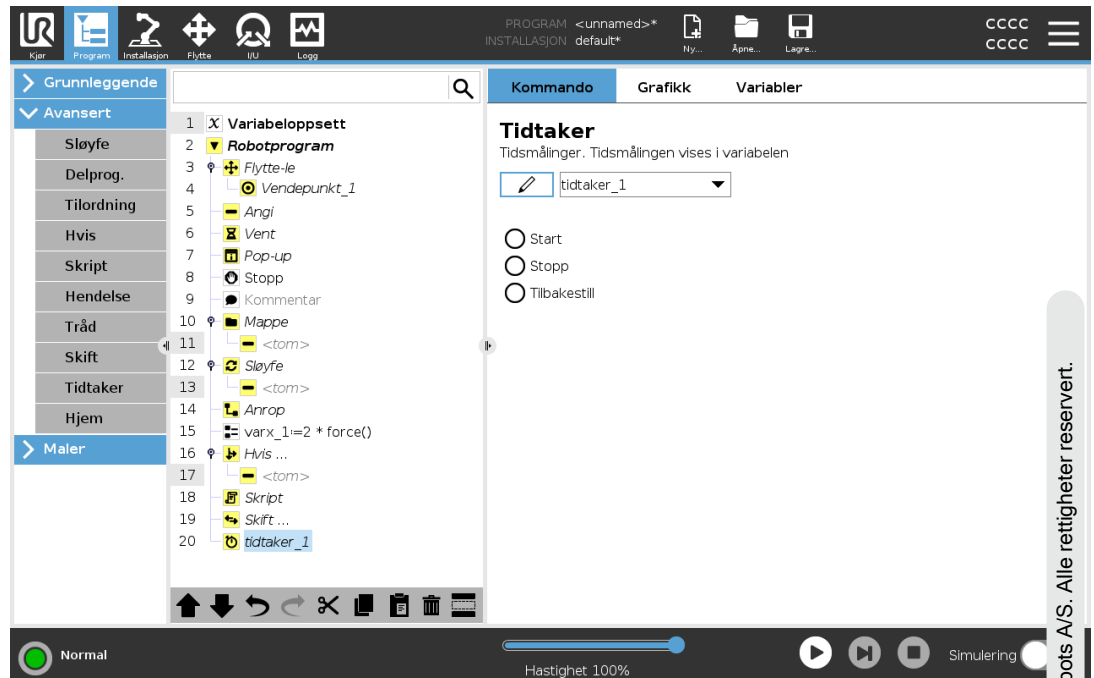 PROGRAM <unnamed>*
INSTALLASJON default*
Kjør
Program
Installasjon
Flytte
I/U
Logg
Ny...
Åpne...
Lagre...
CCCC
CCCC
Grunnleggende
Avansert
Sløyfe
Delprog.
Tilordning
Hvis
Skript
Hendelse
Tråd
Skift
Tidtaker
Hjem
Maler
1 X Variabeloppsett
2 Robotprogram
3 Flytte-le
4 Vendepunkt_1
5 Angi
6 Vent
7 Pop-up
8 Stopp
9 Kommentar
10 Mappe
11 <tom>
12 Sløyfe
13 <tom>
14 Anrop
15 varx_1:=2 * force()
16 Hvis ...
17 <tom>
18 Skript
19 Skift ...
20 tidtaker_1
Kommando Grafikk Variabler
Tidtaker
Tidsmålinger. Tidsmålingen vises i variabelen
tidtaker_1
Start
Stopp
Tilbakestill
Normal
Hastighet 100%
Simulering
A/S. Alle rettigheter reservert.